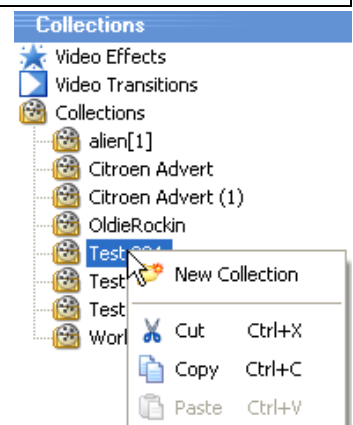 Collections
Video Effects
Video Transitions
Collections
alien[1]
Citroen Advert
Citroen Advert (1)
OldieRockin
Test
Test
Test
New Collection
Cut Ctrl+X
Copy Ctrl+C
Paste Ctrl+V